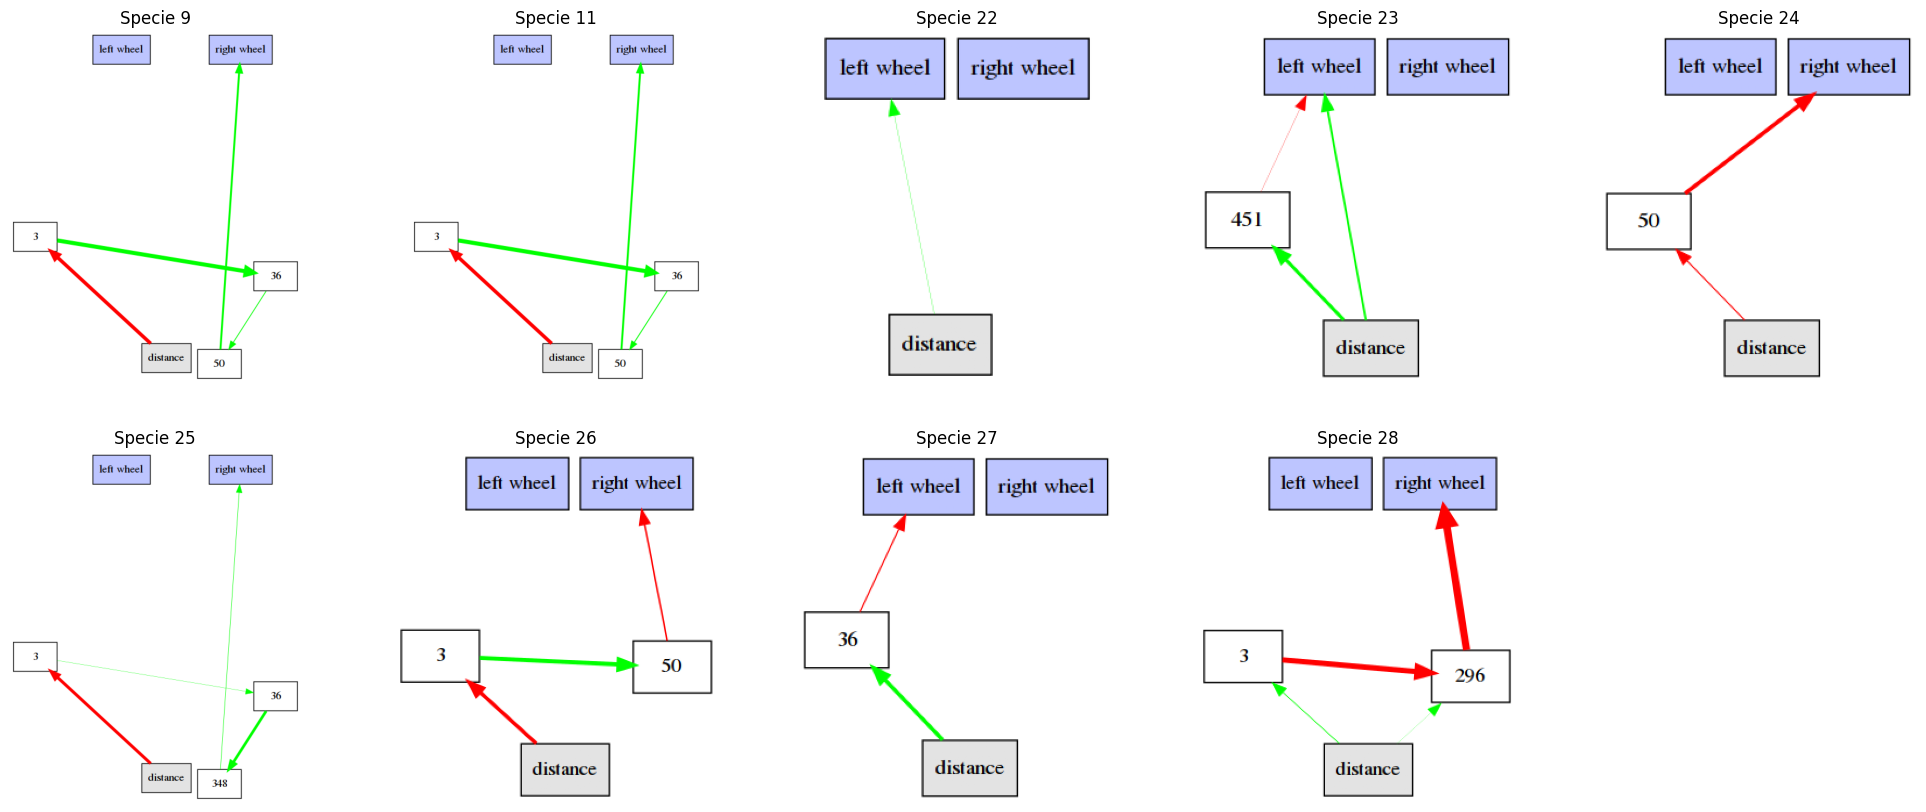 Specie 9
left wheel
right wheel
3
36
distance
50
Specie 11
left wheel
right wheel
3
36
distance
50
Specie 22
left wheel
right wheel
distance
Specie 23
left wheel
right wheel
451
distance
Specie 24
left wheel
right wheel
50
distance
Specie 25
left wheel
right wheel
3
36
distance
348
Specie 26
left wheel
right wheel
3
50
distance
Specie 27
left wheel
right wheel
36
distance
Specie 28
left wheel
right wheel
3
296
distance